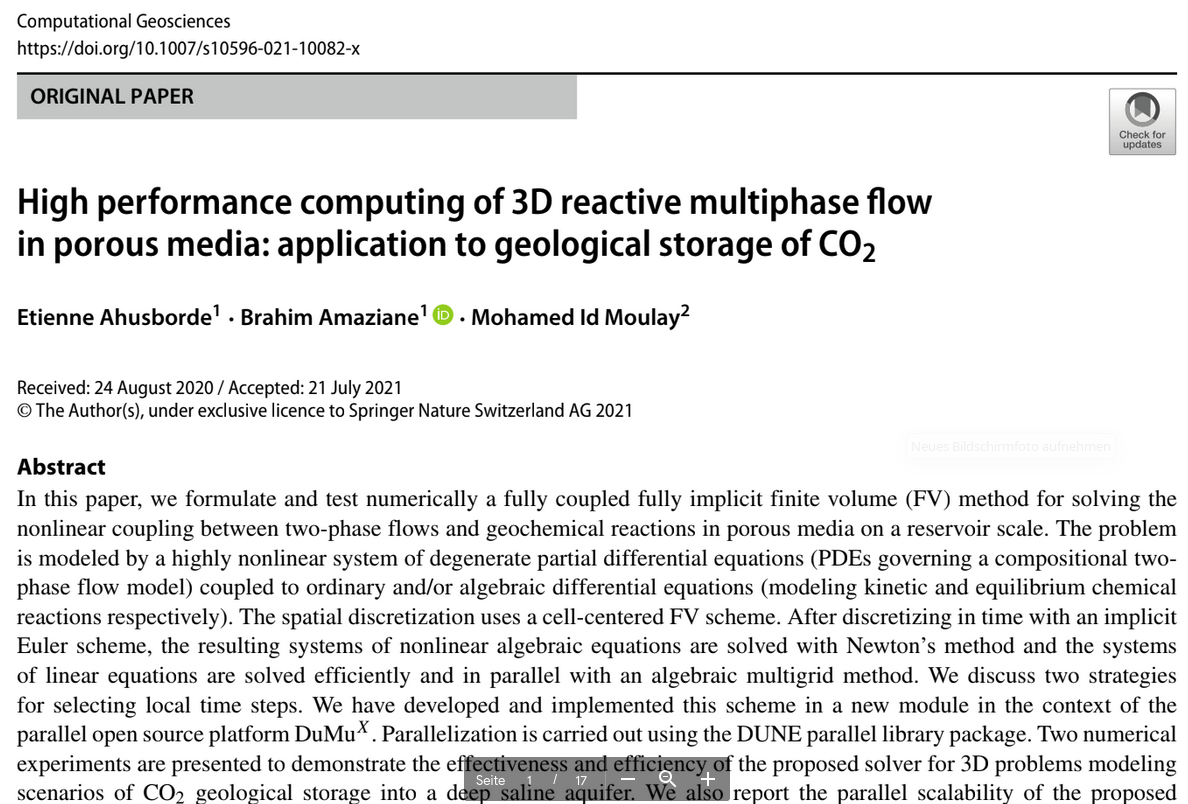 Computational Geosciences
https://doi.org/10.1007/s10596-021-10082-x
ORIGINAL PAPER
Check for
updates
High performance computing of 3D reactive multiphase flow
in porous media: application to geological storage of CO₂
Etienne Ahusborde¹ · Brahim Amaziane¹ iD · Mohamed Id Moulay²
Received: 24 August 2020 / Accepted: 21 July 2021
© The Author(s), under exclusive licence to Springer Nature Switzerland AG 2021
Neues Bildschirmfoto aufnehmen
Abstract
In this paper, we formulate and test numerically a fully coupled fully implicit finite volume (FV) method for solving the
nonlinear coupling between two-phase flows and geochemical reactions in porous media on a reservoir scale. The problem
is modeled by a highly nonlinear system of degenerate partial differential equations (PDEs governing a compositional two-
phase flow model) coupled to ordinary and/or algebraic differential equations (modeling kinetic and equilibrium chemical
reactions respectively). The spatial discretization uses a cell-centered FV scheme. After discretizing in time with an implicit
Euler scheme, the resulting systems of nonlinear algebraic equations are solved with Newton's method and the systems
of linear equations are solved efficiently and in parallel with an algebraic multigrid method. We discuss two strategies
for selecting local time steps. We have developed and implemented this scheme in a new module in the context of the
parallel open source platform DuMuˣ. Parallelization is carried out using the DUNE parallel library package. Two numerical
experiments are presented to demonstrate the effectiveness and efficiency of the proposed solver for 3D problems modeling
scenarios of CO₂ geological storage into a deep saline aquifer. We also report the parallel scalability of the proposed
Seite 1 / 17